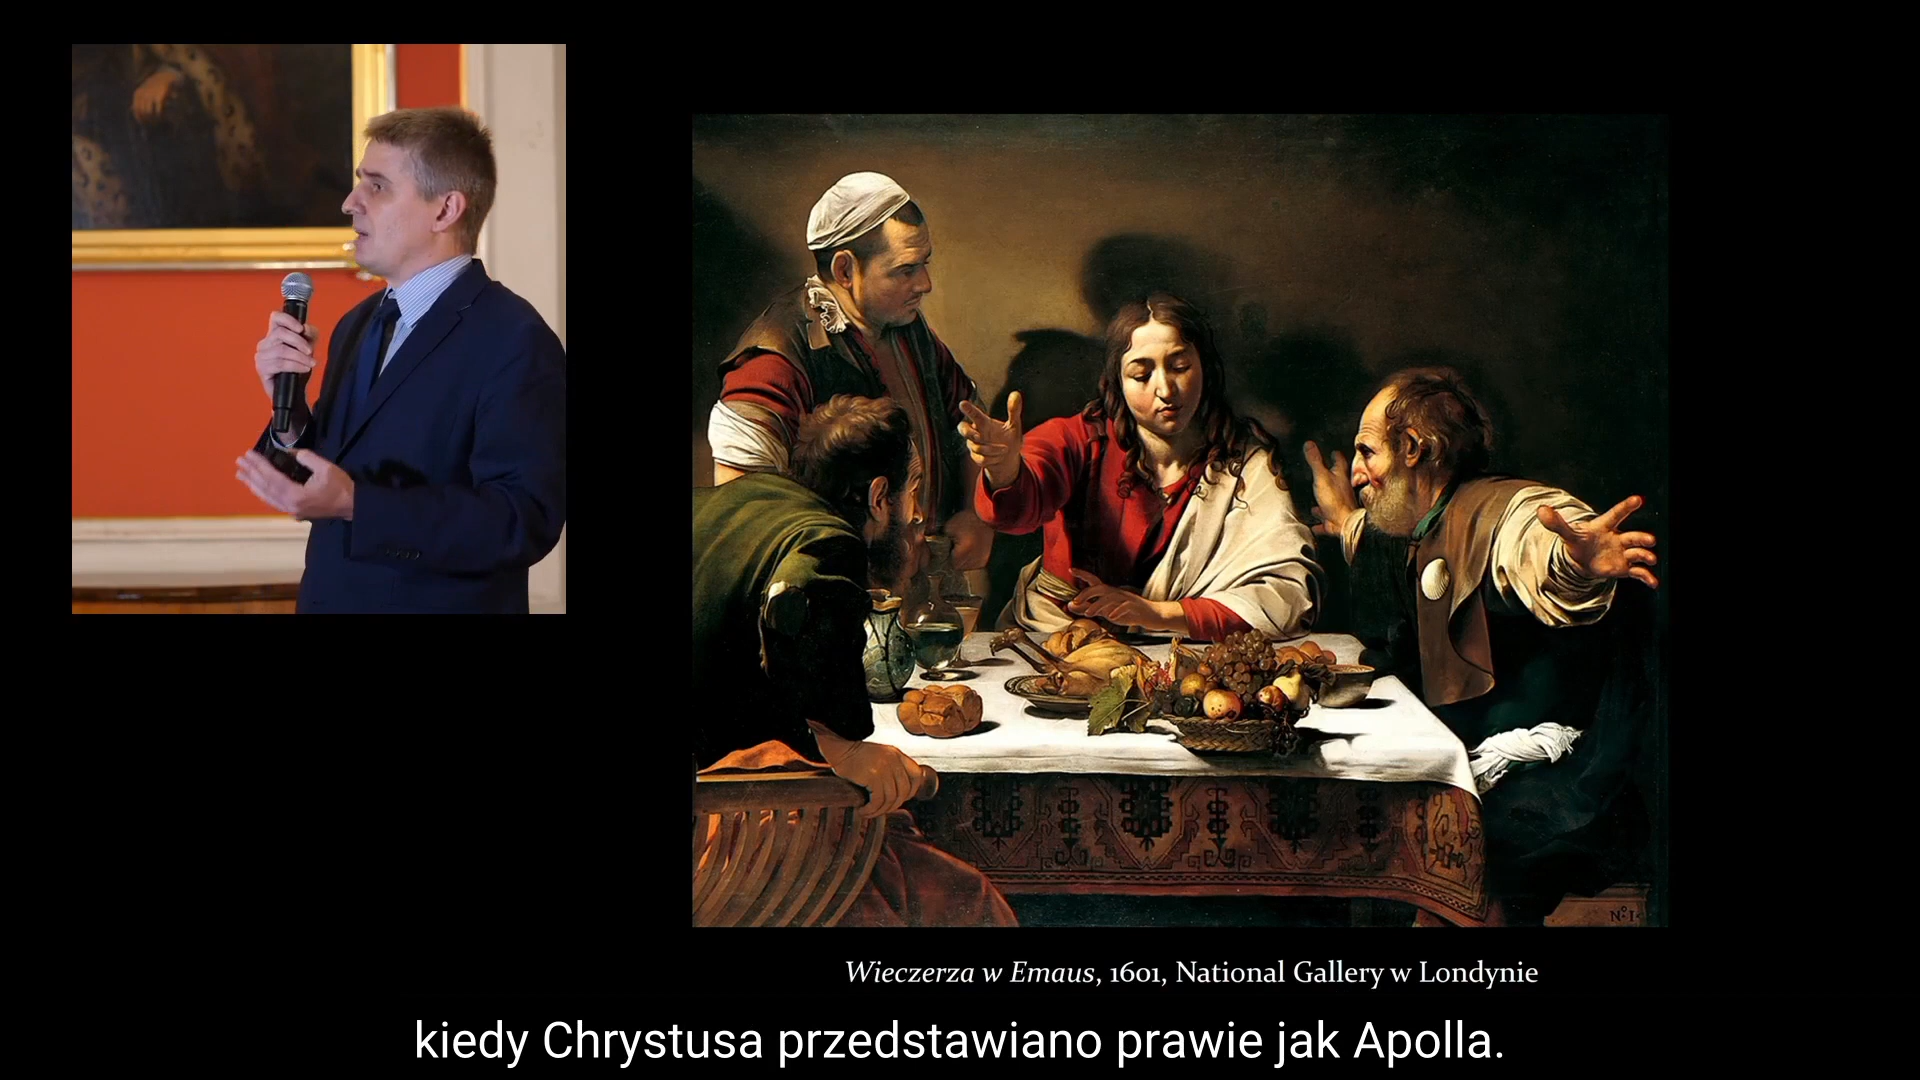 N°. I
Wieczerza w Emaus, 1601, National Gallery w Londynie
kiedy Chrystusa przedstawiano prawie jak Apolla.